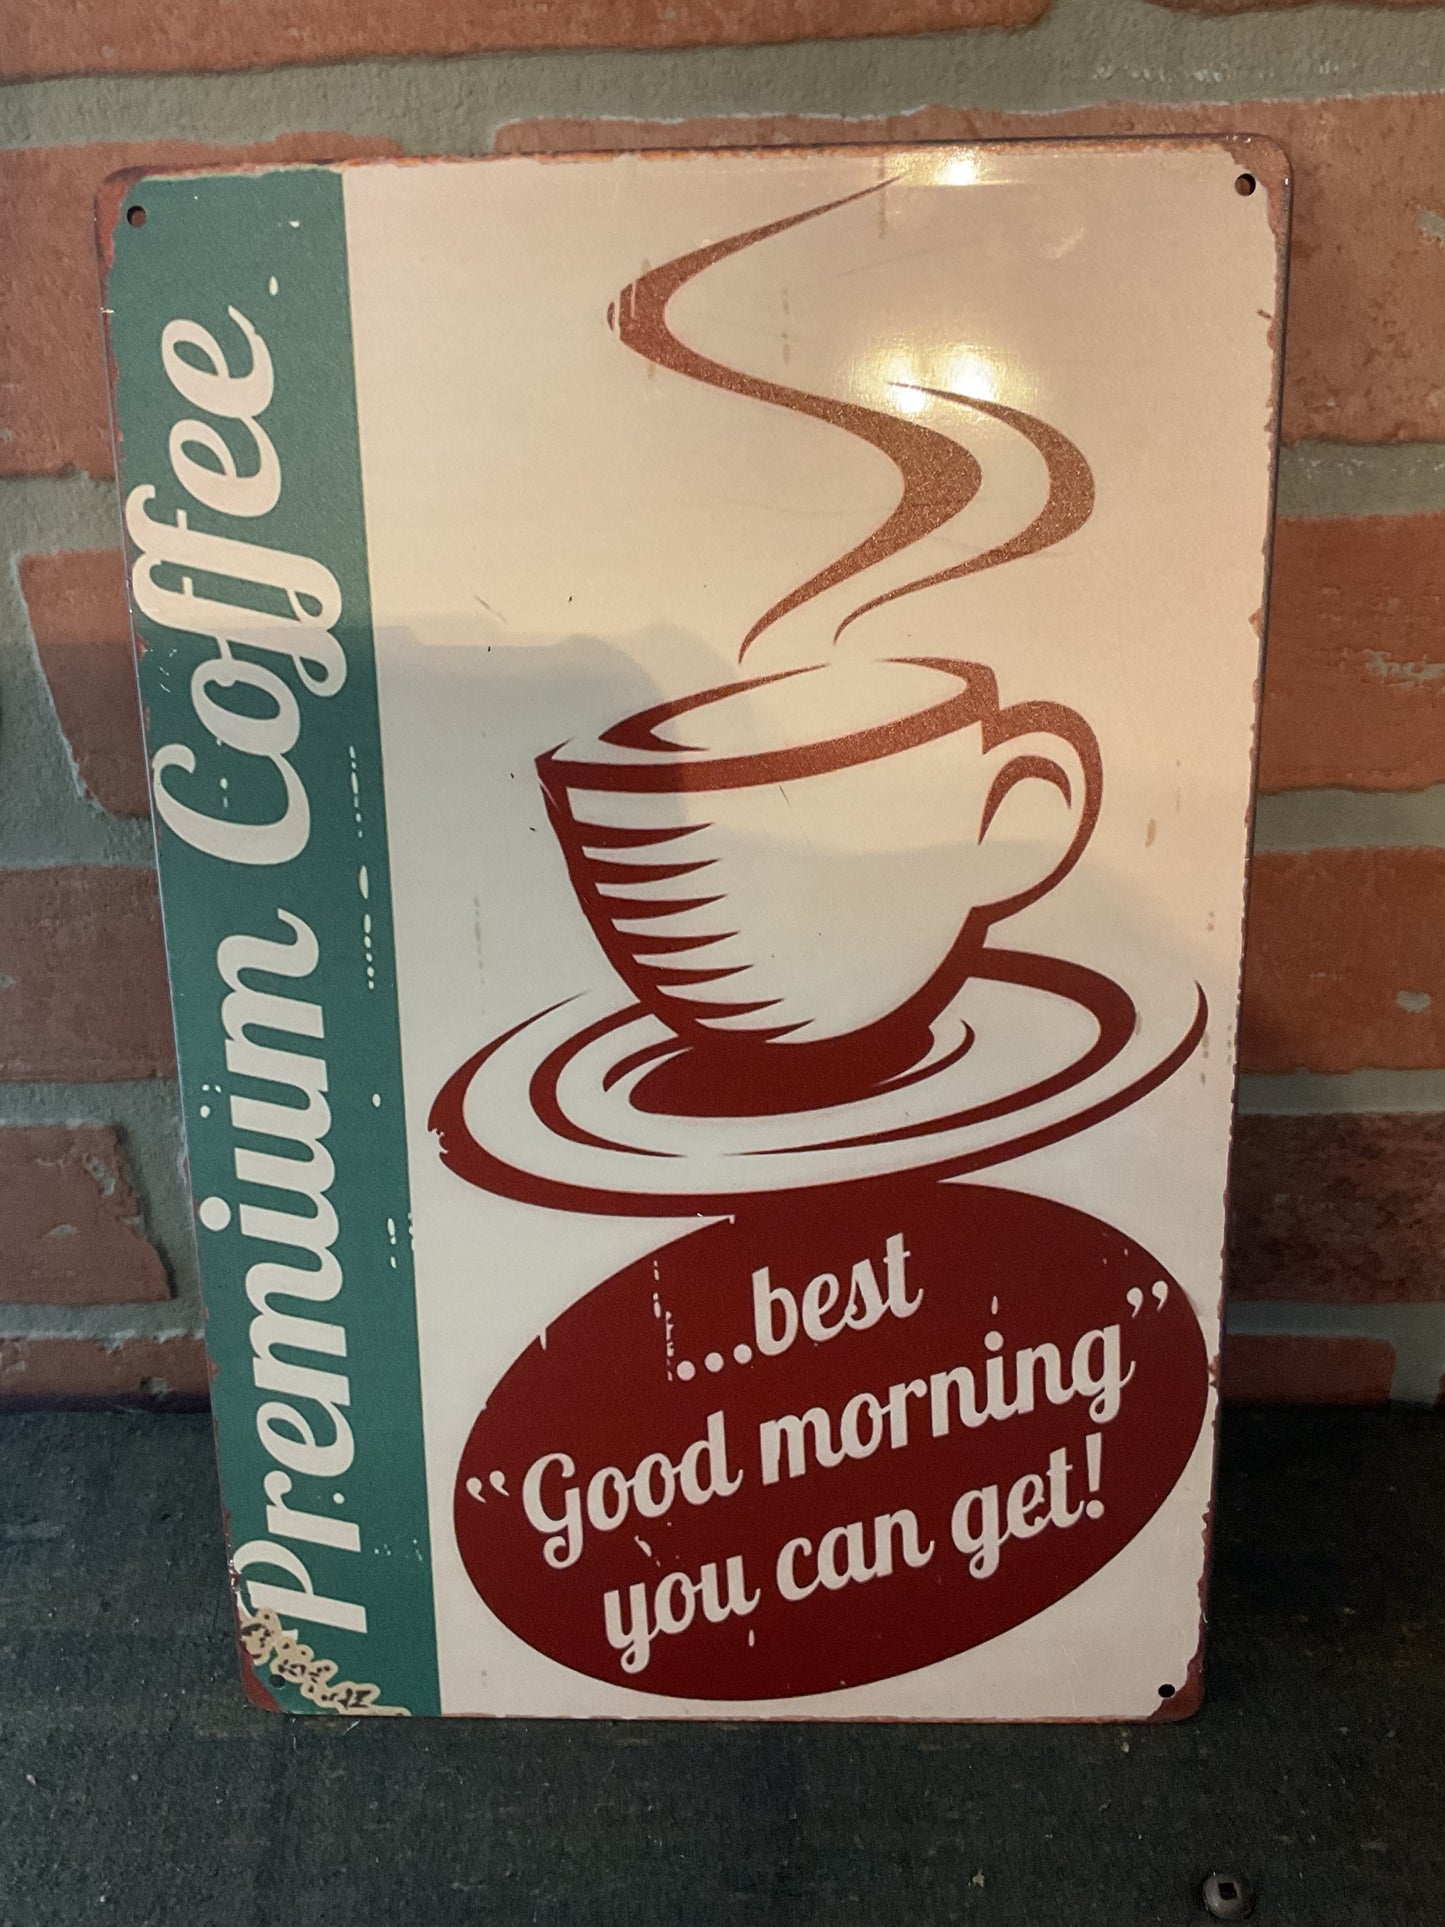 Premium Coffee
...best
“Good morning”
you can get!